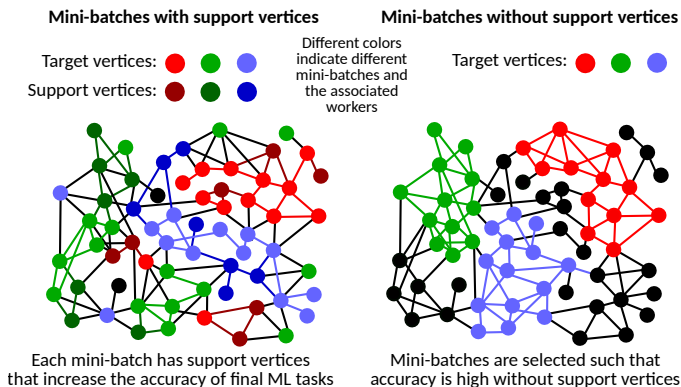 Mini-batches with support vertices
Target vertices:
Support vertices:
Different colors
indicate different
mini-batches and
the associated
workers
Mini-batches without support vertices
Target vertices:
Each mini-batch has support vertices
that increase the accuracy of final ML tasks
Mini-batches are selected such that
accuracy is high without support vertices